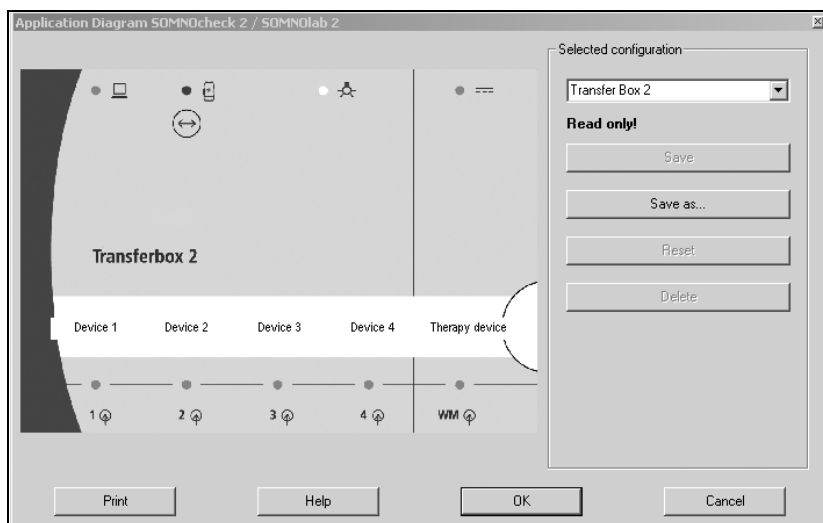 Application Diagram SOMNOcheck 2 / SOMNOlab 2
Selected configuration
Transfer Box 2
Read only!
Save
Save as...
Reset
Delete
Transferbox 2
Device 1 Device 2 Device 3 Device 4 Therapy device
1 2 3 4 WM
Print Help OK Cancel